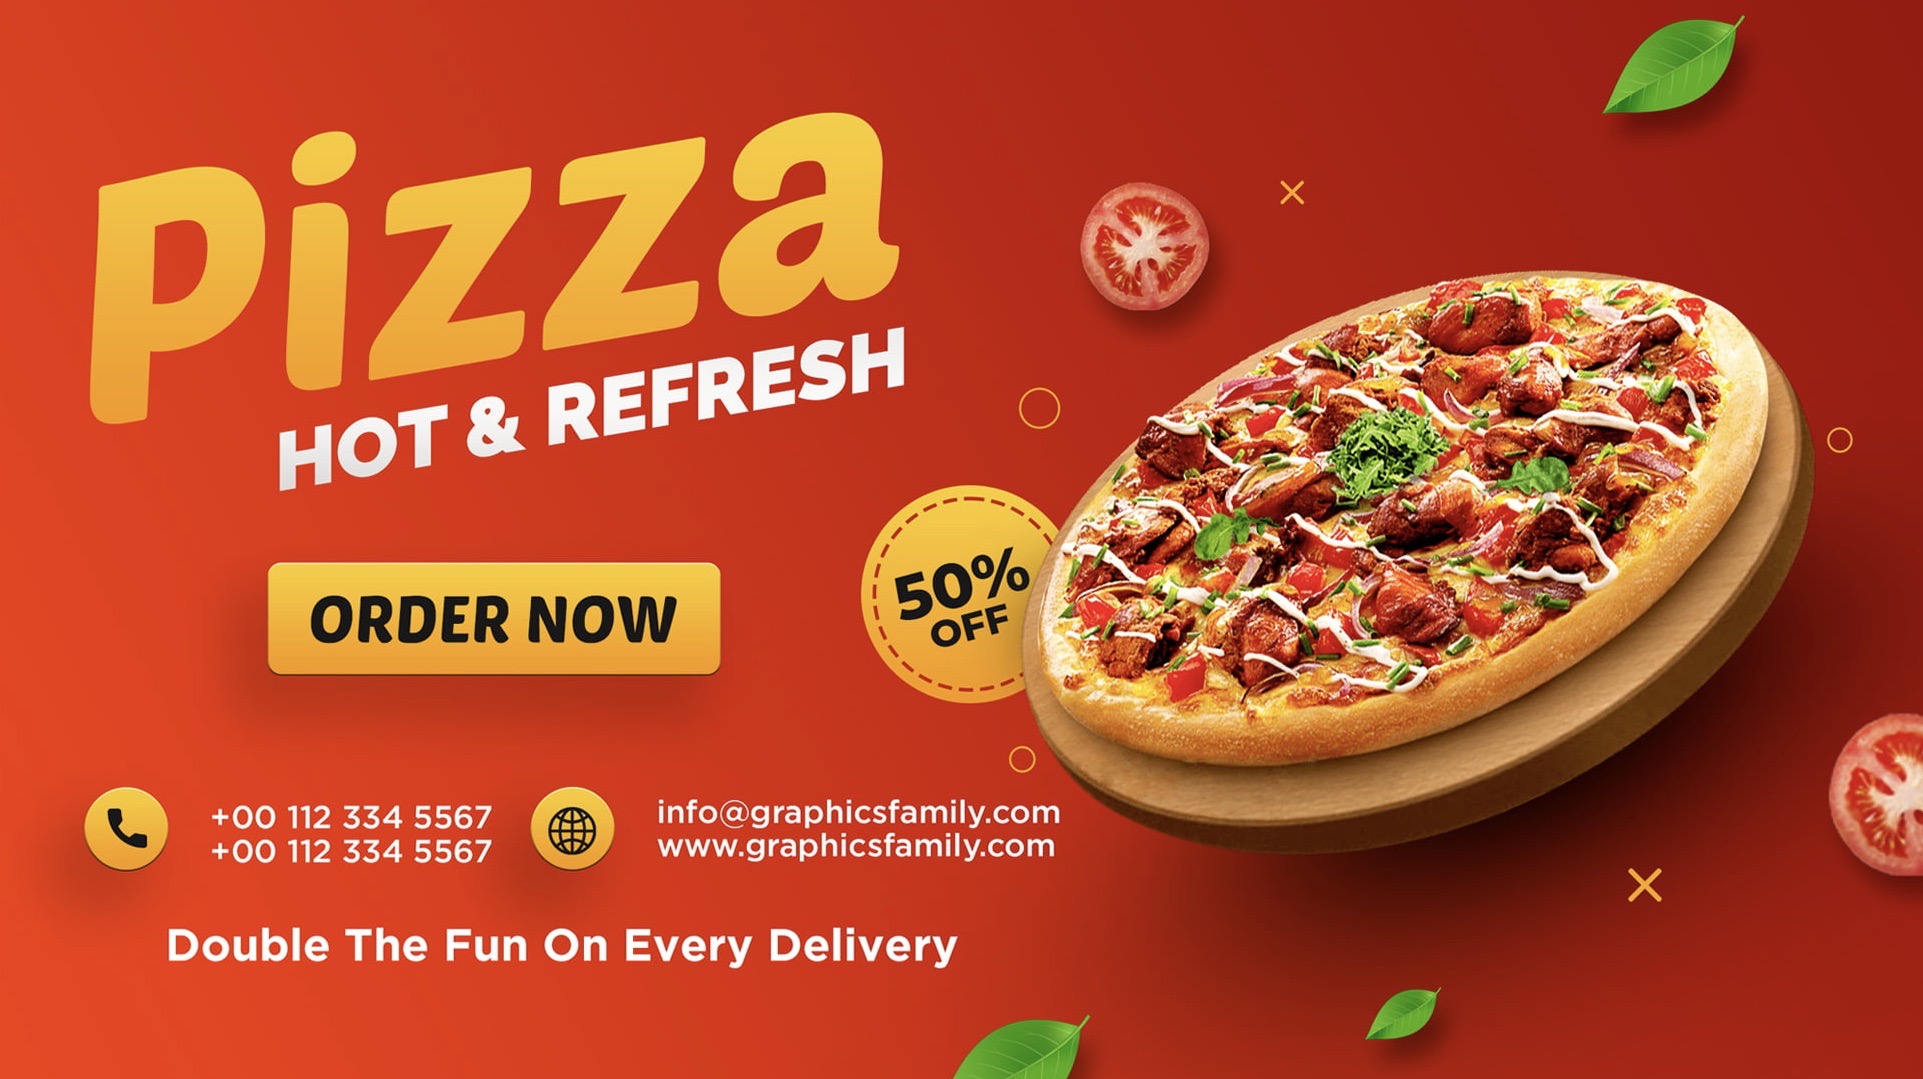 Pizza
HOT & REFRESH
ORDER NOW
50%
OFF
+00 112 334 5567
+00 112 334 5567
info@graphicsfamily.com
www.graphicsfamily.com
Double The Fun On Every Delivery